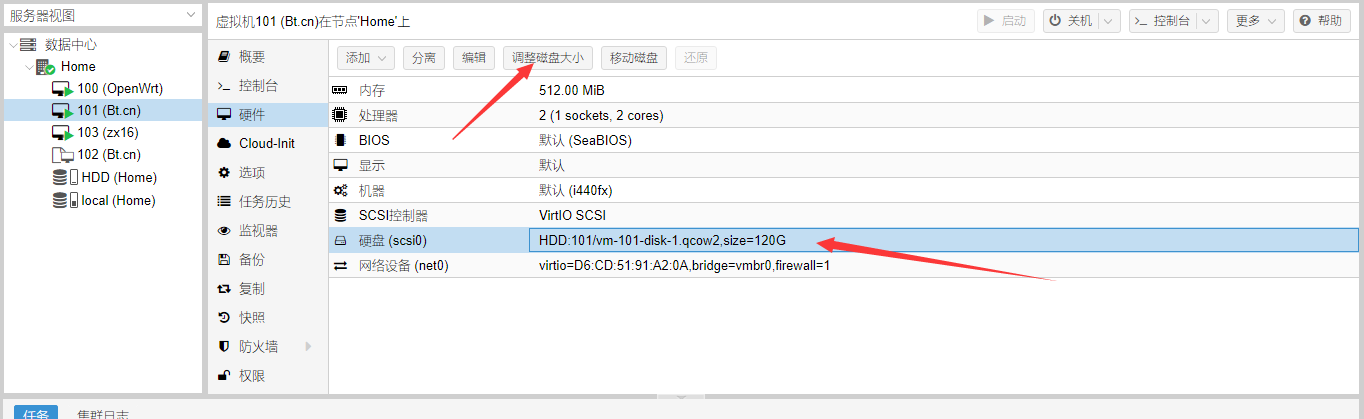 服务器视图
数据中心
Home
100 (OpenWrt)
101 (Bt.cn)
103 (zx16)
102 (Bt.cn)
HDD (Home)
local (Home)
虚拟机101 (Bt.cn)在节点'Home'上
启动
关机
控制台
更多
帮助
概要
控制台
硬件
Cloud-Init
选项
任务历史
监视器
备份
复制
快照
防火墙
权限
添加
分离
编辑
调整磁盘大小
移动磁盘
还原
内存 512.00 MiB
处理器 2 (1 sockets, 2 cores)
BIOS 默认 (SeaBIOS)
显示 默认
机器 默认 (i440fx)
SCSI控制器 VirtIO SCSI
硬盘 (scsi0) HDD:101/vm-101-disk-1.qcow2,size=120G
网络设备 (net0) virtio=D6:CD:51:91:A2:0A,bridge=vmbr0,firewall=1
任务
集群日志